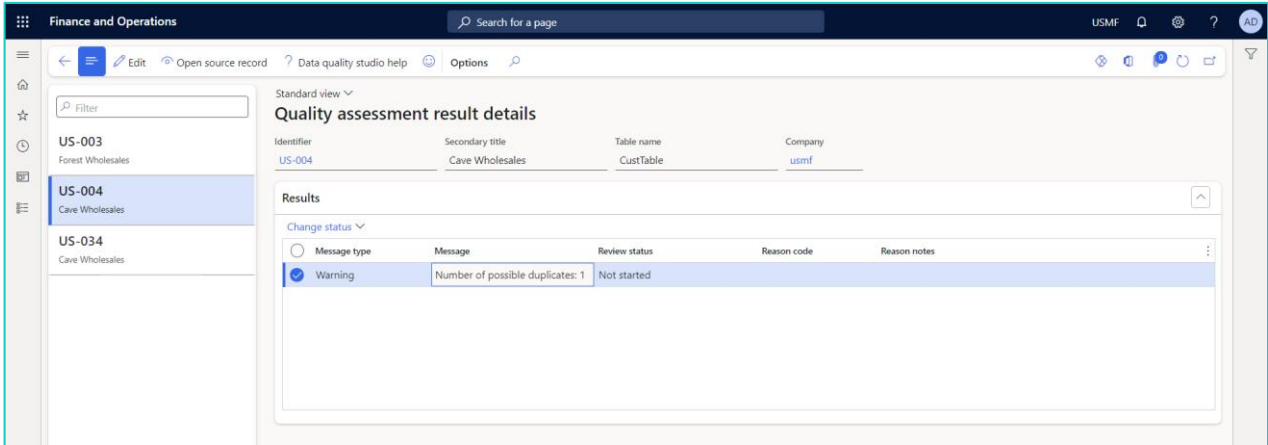 Finance and Operations
Search for a page
USMF
?
AD
Edit
Open source record
? Data quality studio help
Options
0
Filter
US-003
Forest Wholesales
US-004
Cave Wholesales
US-034
Cave Wholesales
Standard view
Quality assessment result details
Identifier Secondary title Table name Company
US-004 Cave Wholesales CustTable usmf
Results
Change status
Message type Message Review status Reason code Reason notes
Warning Number of possible duplicates: 1 Not started